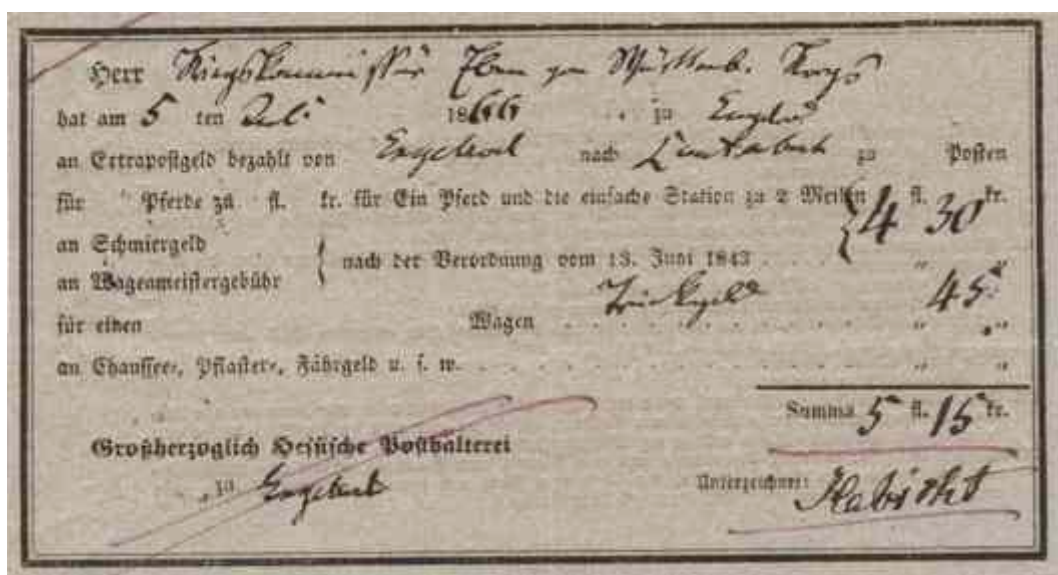 Herr Kriegskommissär Eben vom Württemb. Korps
hat am 5 ten Juli 1866 zu
an Extrapostgeld bezahlt von Engelrod nach Lauterbach zu Posten
für " Pferde zu fl. kr. für Ein Pferd und die einfache Station zu 2 Meilen 4 fl. 30 kr.
an Schmiergeld
an Wagenmeistergebühr } nach der Verordnung vom 13. Juni 1843 . . . . " "
für einen Wagen Trinkgeld 45
an Chaussee-, Pflaster-, Fährgeld u. s. w. . . . " "
Summa 5 fl. 15 kr.
Großherzoglich Hessische Posthalterei
zu Engelrod Unterzeichner: Habicht